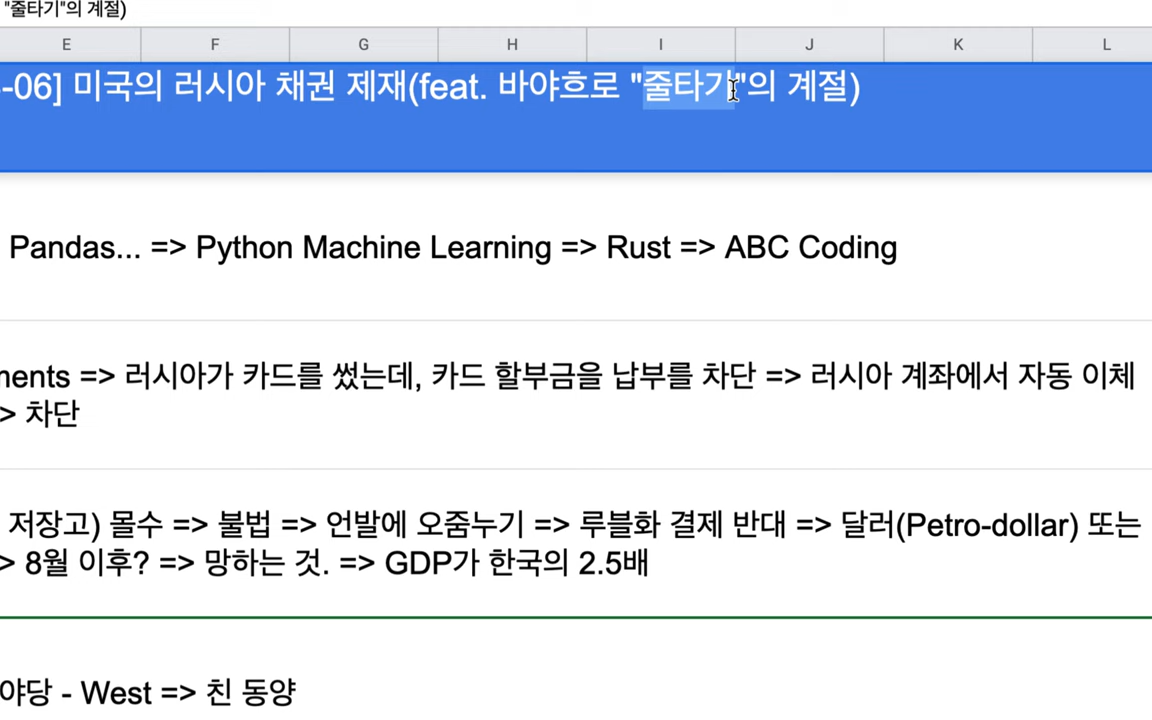 "줄타기"의 계절)
E F G H I J K L
-06] 미국의 러시아 채권 제재(feat. 바야흐로 "줄타기"의 계절)
Pandas... => Python Machine Learning => Rust => ABC Coding
ments => 러시아가 카드를 썼는데, 카드 할부금을 납부를 차단 => 러시아 계좌에서 자동 이체
> 차단
저장고) 몰수 => 불법 => 언발에 오줌누기 => 루블화 결제 반대 => 달러(Petro-dollar) 또는
> 8월 이후? => 망하는 것. => GDP가 한국의 2.5배
야당 - West => 친 동양